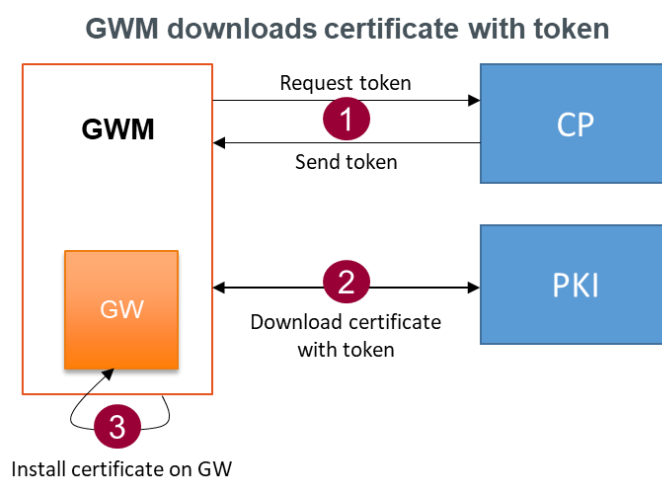 GWM downloads certificate with token
Request token
GWM
1
CP
Send token
2
PKI
GW
Download certificate
with token
3
Install certificate on GW